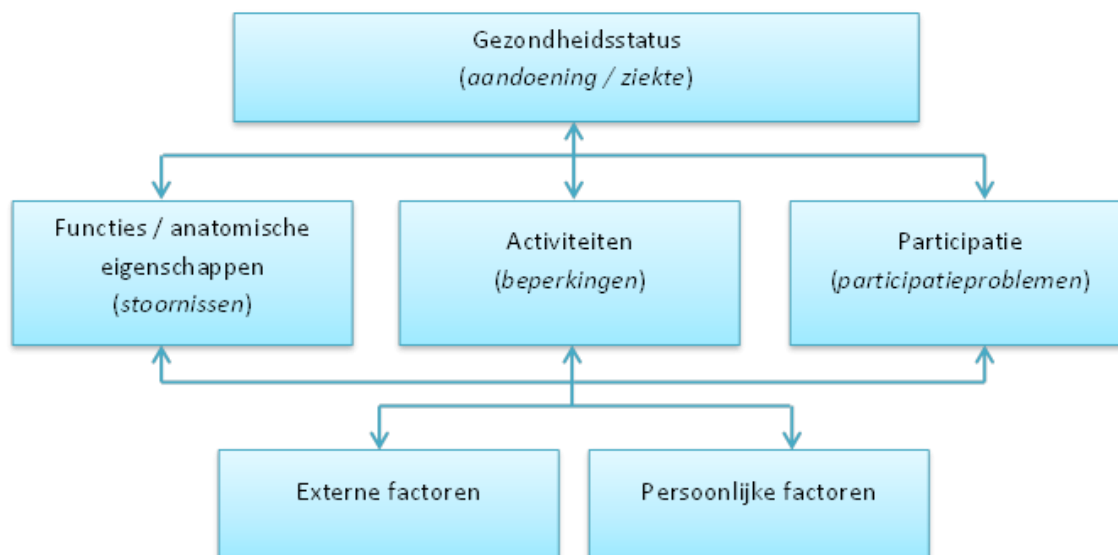 Gezondheidsstatus
(aandoening / ziekte)
Functies / anatomische
eigenschappen
(stoornissen)
Activiteiten
(beperkingen)
Participatie
(participatieproblemen)
Externe factoren
Persoonlijke factoren